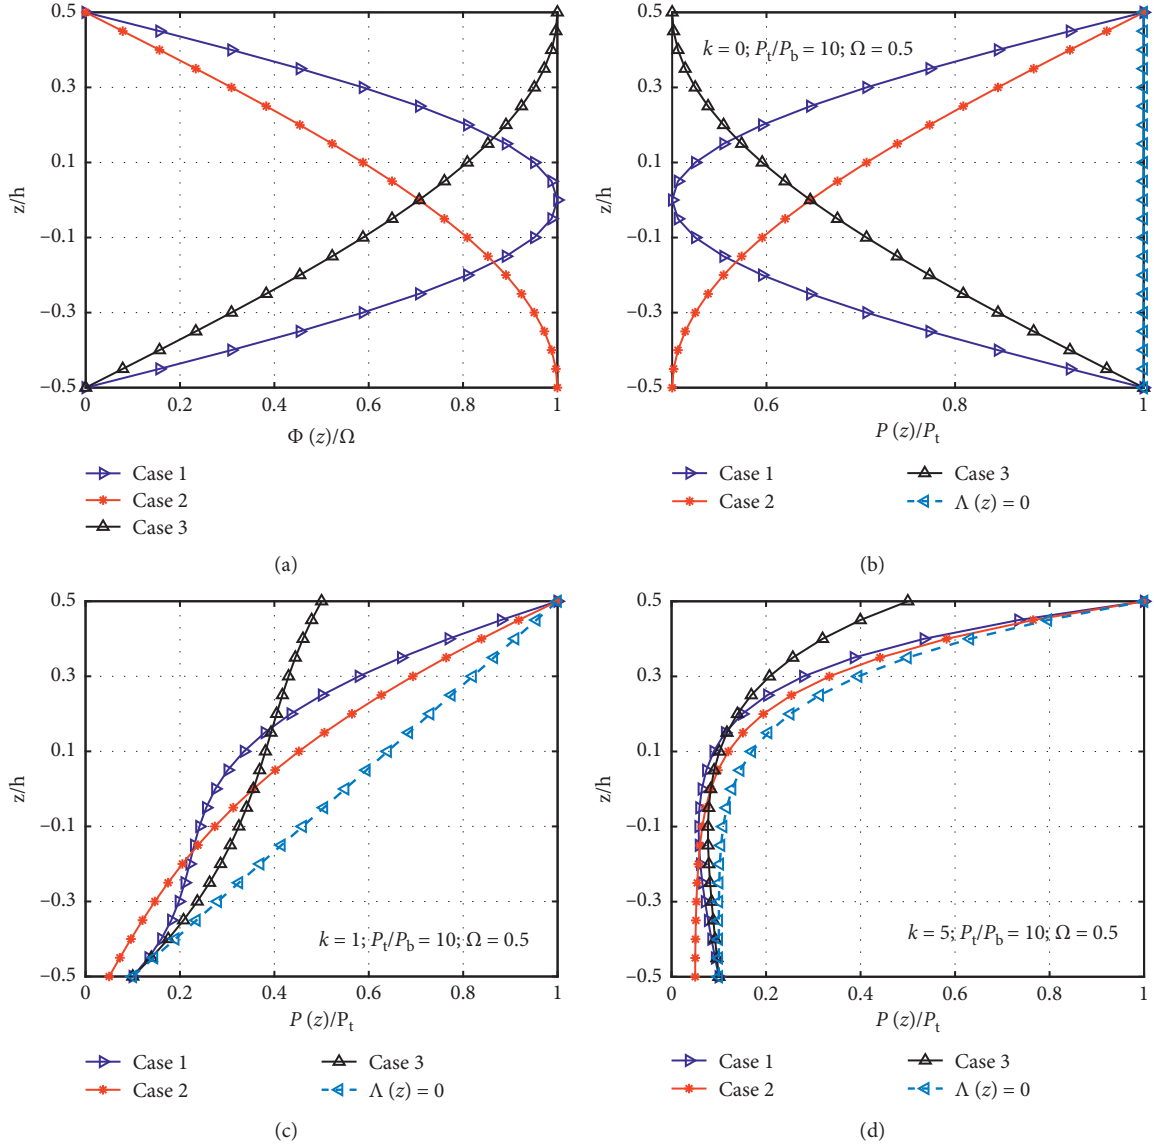 0.5
0.3
0.1
−0.1
−0.3
−0.5
z/h
0 0.2 0.4 0.6 0.8 1
Φ (z)/Ω
Case 1
Case 2
Case 3
(a)
0.5
0.3
0.1
−0.1
−0.3
−0.5
z/h
k = 0; Pt/Pb = 10; Ω = 0.5
0.6 0.8 1
P (z)/Pt
Case 1
Case 2
Case 3
Λ (z) = 0
(b)
0.5
0.3
0.1
−0.1
−0.3
−0.5
z/h
k = 1; Pt/Pb = 10; Ω = 0.5
0 0.2 0.4 0.6 0.8 1
P (z)/Pt
Case 1
Case 2
Case 3
Λ (z) = 0
(c)
0.5
0.3
0.1
−0.1
−0.3
−0.5
z/h
k = 5; Pt/Pb = 10; Ω = 0.5
0 0.2 0.4 0.6 0.8 1
P (z)/Pt
Case 1
Case 2
Case 3
Λ (z) = 0
(d)